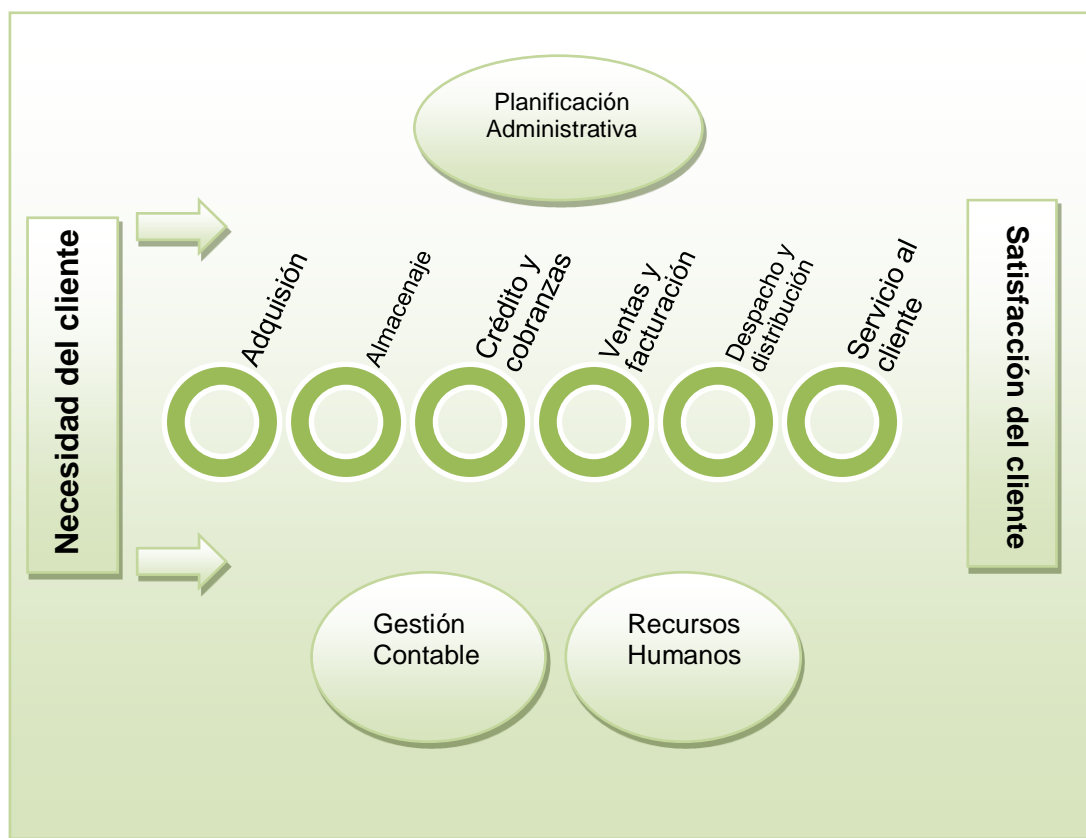 Planificación
Administrativa
Necesidad del cliente
Adquisión
Almacenaje
Crédito y
cobranzas
Ventas y
facturación
Despacho y
distribución
Servicio al
cliente
Satisfacción del cliente
Gestión
Contable
Recursos
Humanos